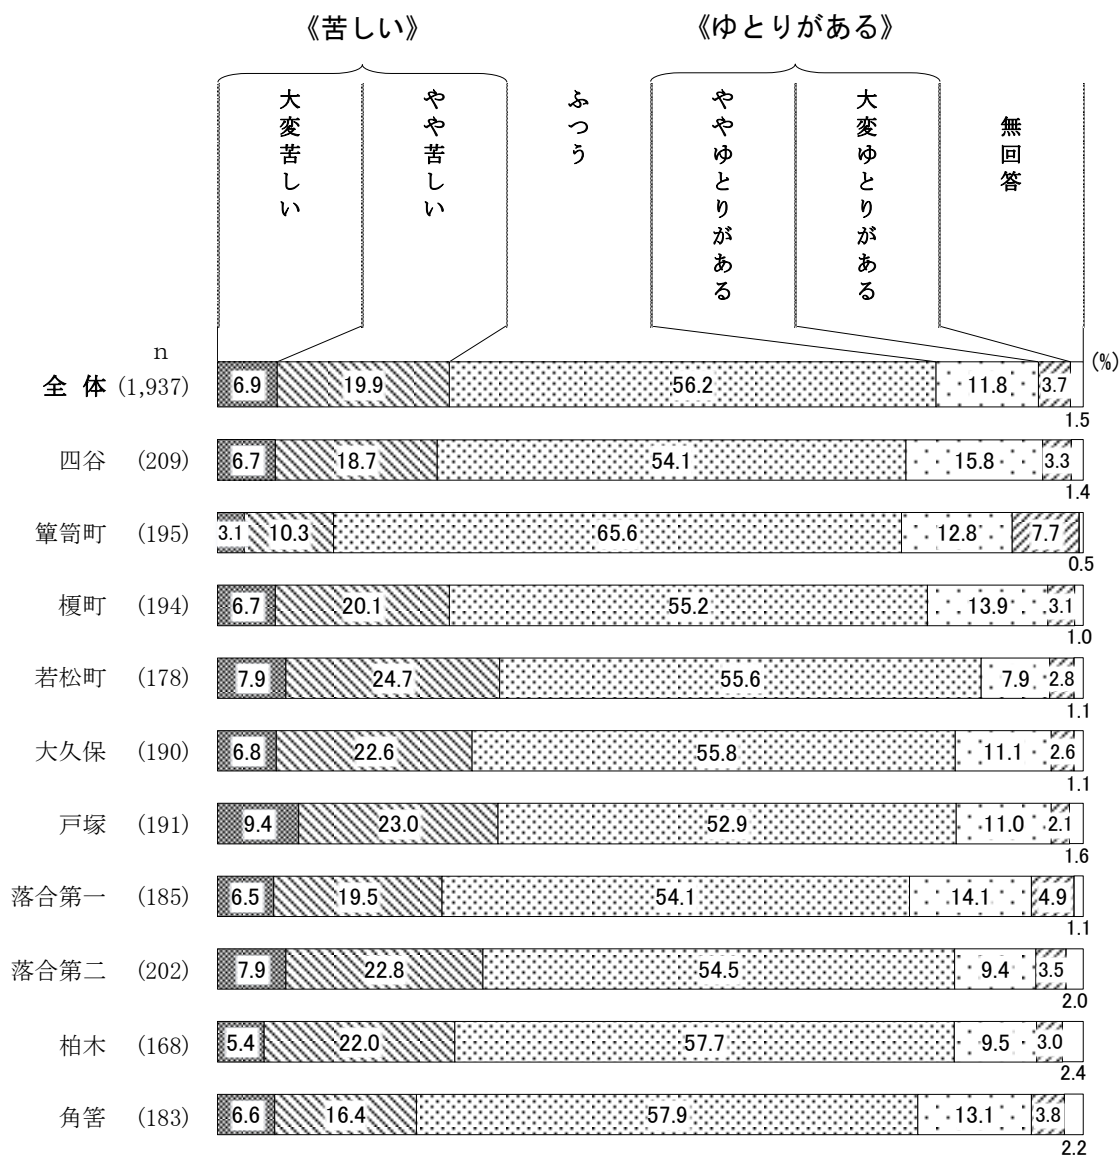 《苦しい》 《ゆとりがある》
大変苦しい
やや苦しい
ふつう
ややゆとりがある
大変ゆとりがある
無回答
n
(%)
全 体 (1,937) 6.9 19.9 56.2 11.8 3.7 1.5
四谷 (209) 6.7 18.7 54.1 15.8 3.3 1.4
簞笥町 (195) 3.1 10.3 65.6 12.8 7.7 0.5
榎町 (194) 6.7 20.1 55.2 13.9 3.1 1.0
若松町 (178) 7.9 24.7 55.6 7.9 2.8 1.1
大久保 (190) 6.8 22.6 55.8 11.1 2.6 1.1
戸塚 (191) 9.4 23.0 52.9 11.0 2.1 1.6
落合第一 (185) 6.5 19.5 54.1 14.1 4.9 1.1
落合第二 (202) 7.9 22.8 54.5 9.4 3.5 2.0
柏木 (168) 5.4 22.0 57.7 9.5 3.0 2.4
角筈 (183) 6.6 16.4 57.9 13.1 3.8 2.2